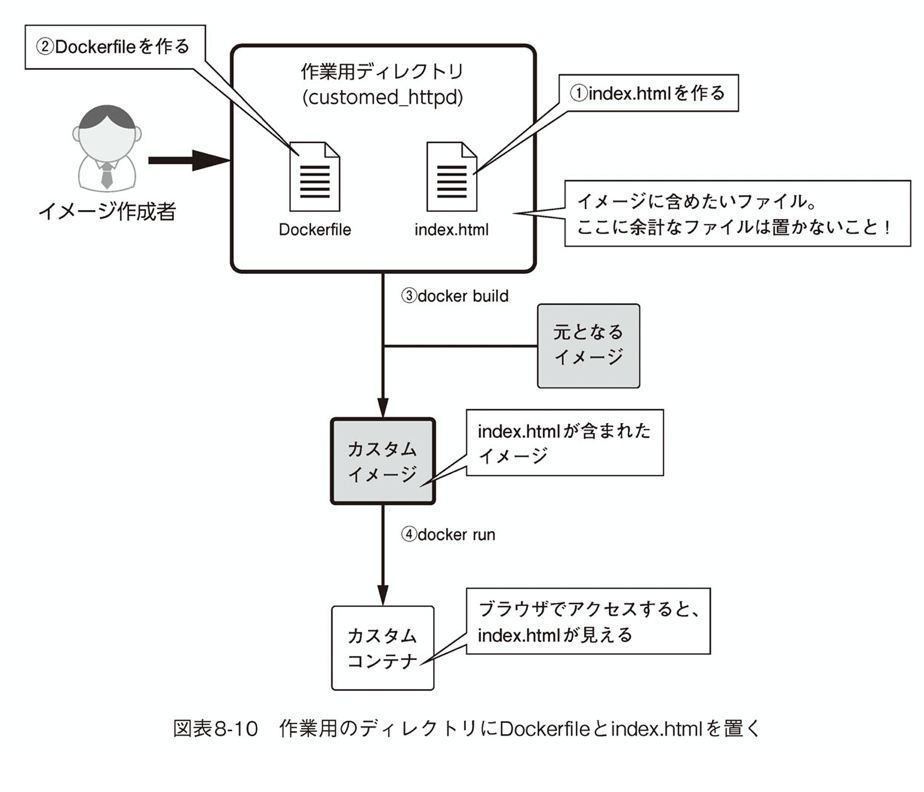 ②Dockerfileを作る
作業用ディレクトリ
(customed_httpd)
①index.htmlを作る
イメージ作成者
Dockerfile
index.html
イメージに含めたいファイル。
ここに余計なファイルは置かないこと！
③docker build
元となる
イメージ
カスタム
イメージ
index.htmlが含まれた
イメージ
④docker run
カスタム
コンテナ
ブラウザでアクセスすると、
index.htmlが見える
図表8-10　作業用のディレクトリにDockerfileとindex.htmlを置く